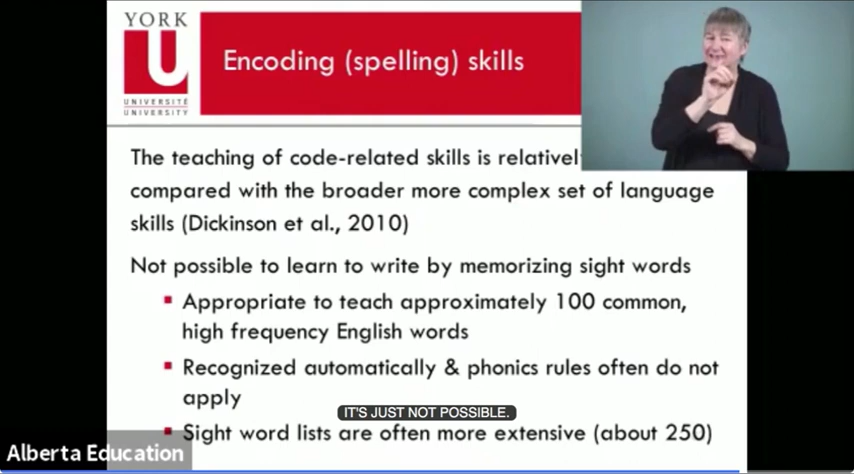 YORK
U
UNIVERSITÉ
UNIVERSITY
Encoding (spelling) skills
The teaching of code-related skills is
compared with the broader more complex set of language
skills (Dickinson et al., 2010)
Not possible to learn to write by memorizing sight words
Appropriate to teach approximately 100 common,
high frequency English words
Recognized automatically & phonics rules often do not
apply
IT'S JUST NOT POSSIBLE.
Sight word lists are often more extensive (about 250)
Alberta Education